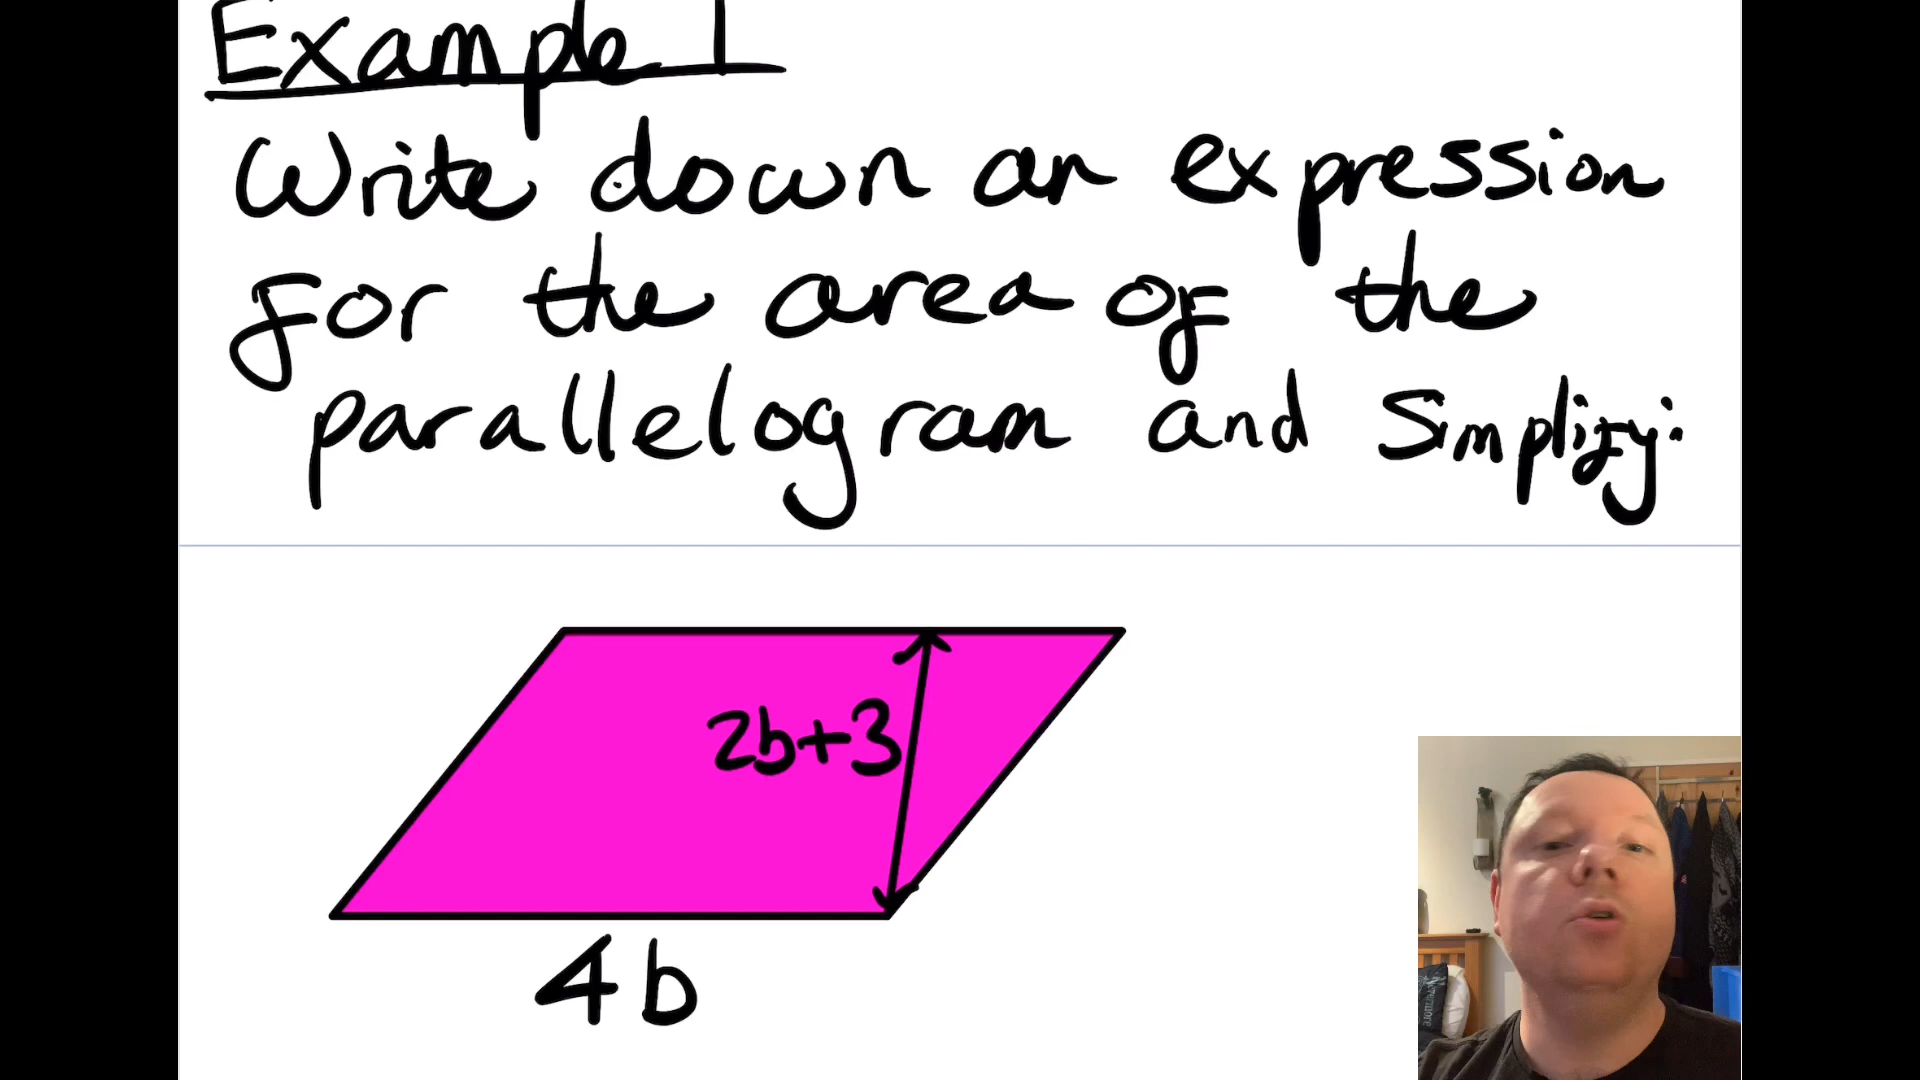 Example 1
Write down an expression
for the area of the
parallelogram and simplify:
2b+3
4b